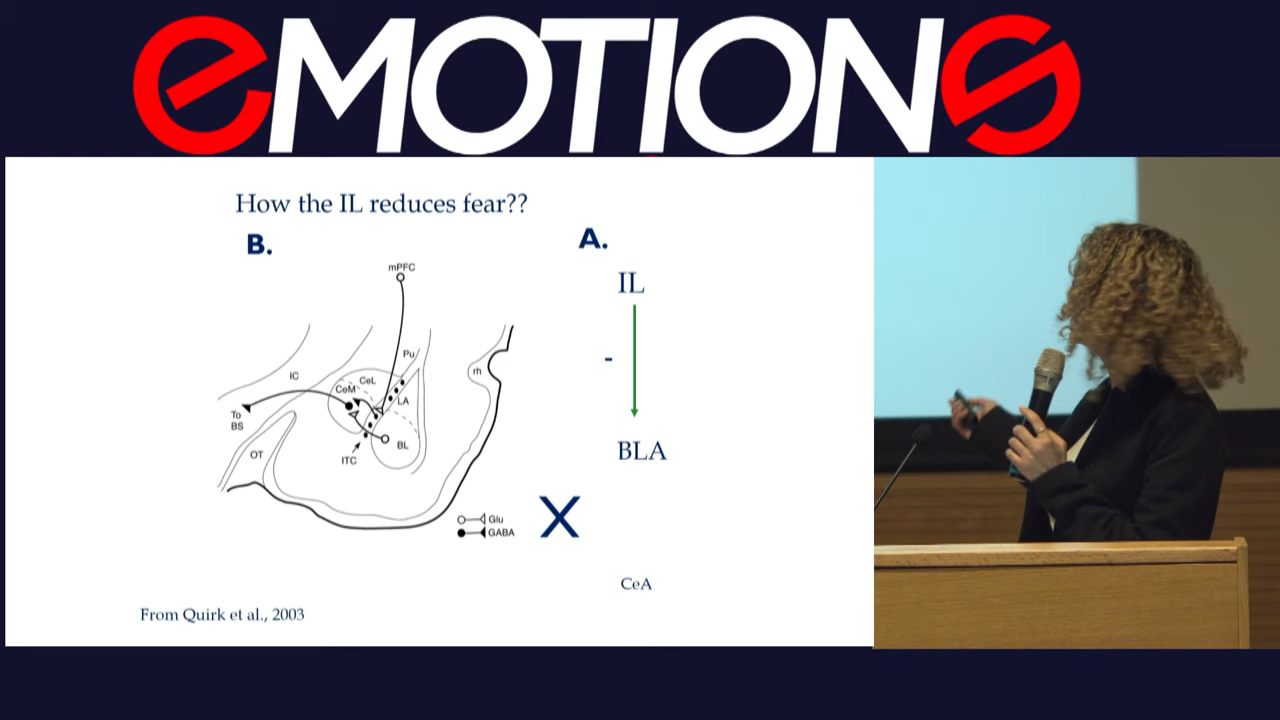 eMOTIONS
How the IL reduces fear??
B.
A.
mPFC
IL
Pu
IC
CeL
CeM
rh
LA
-
To
BS
BL
BLA
OT
ITC
Glu
GABA
X
CeA
From Quirk et al., 2003